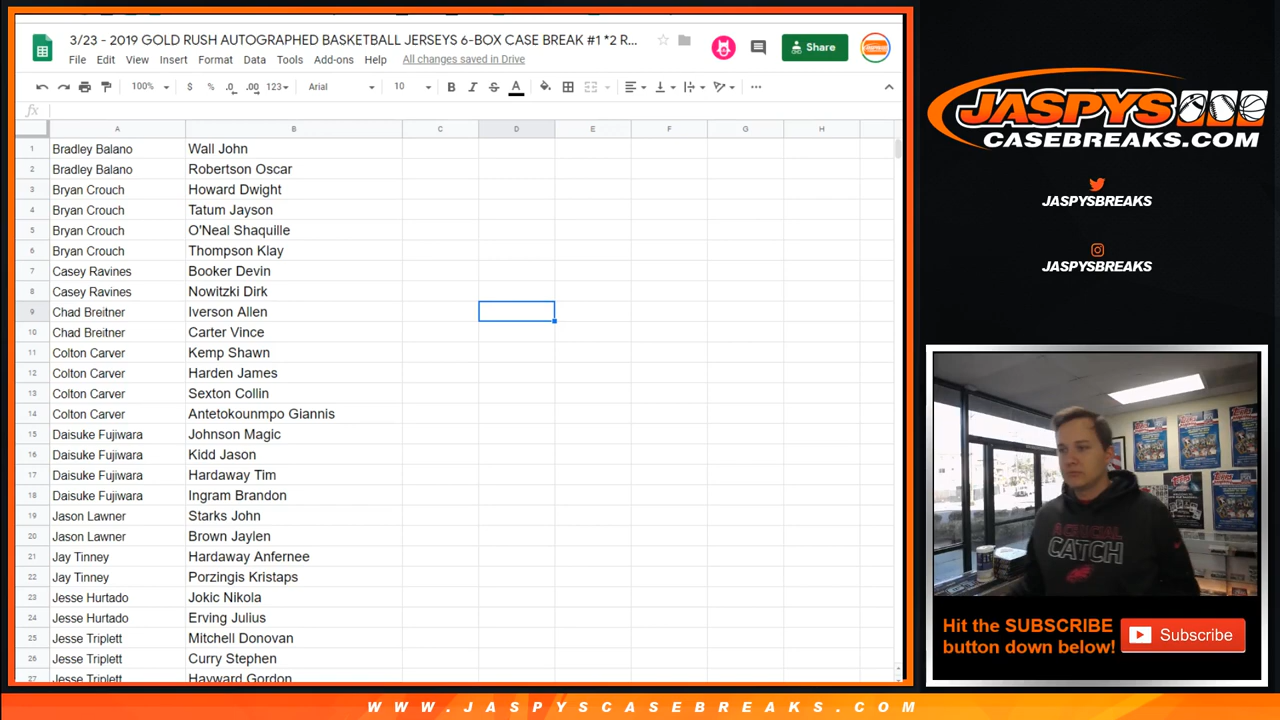 3/23 - 2019 GOLD RUSH AUTOGRAPHED BASKETBALL JERSEYS 6-BOX CASE BREAK #1 *2 R...
Share
File Edit View Insert Format Data Tools Add-ons Help All changes saved in Drive
100% $ % .0 .00 123 Arial 10 B I S A
fx
A B C D E F G H
1 Bradley Balano Wall John
2 Bradley Balano Robertson Oscar
3 Bryan Crouch Howard Dwight
4 Bryan Crouch Tatum Jayson
5 Bryan Crouch O'Neal Shaquille
6 Bryan Crouch Thompson Klay
7 Casey Ravines Booker Devin
8 Casey Ravines Nowitzki Dirk
9 Chad Breitner Iverson Allen
10 Chad Breitner Carter Vince
11 Colton Carver Kemp Shawn
12 Colton Carver Harden James
13 Colton Carver Sexton Collin
14 Colton Carver Antetokounmpo Giannis
15 Daisuke Fujiwara Johnson Magic
16 Daisuke Fujiwara Kidd Jason
17 Daisuke Fujiwara Hardaway Tim
18 Daisuke Fujiwara Ingram Brandon
19 Jason Lawner Starks John
20 Jason Lawner Brown Jaylen
21 Jay Tinney Hardaway Anfernee
22 Jay Tinney Porzingis Kristaps
23 Jesse Hurtado Jokic Nikola
24 Jesse Hurtado Erving Julius
25 Jesse Triplett Mitchell Donovan
26 Jesse Triplett Curry Stephen
27 Jesse Triplett Hayward Gordon
JASPYS
CASEBREAKS.COM
JASPYSBREAKS
JASPYSBREAKS
Topps
CRUCIAL
CATCH
Hit the SUBSCRIBE
button down below!
Subscribe
WWW.JASPYSCASEBREAKS.COM